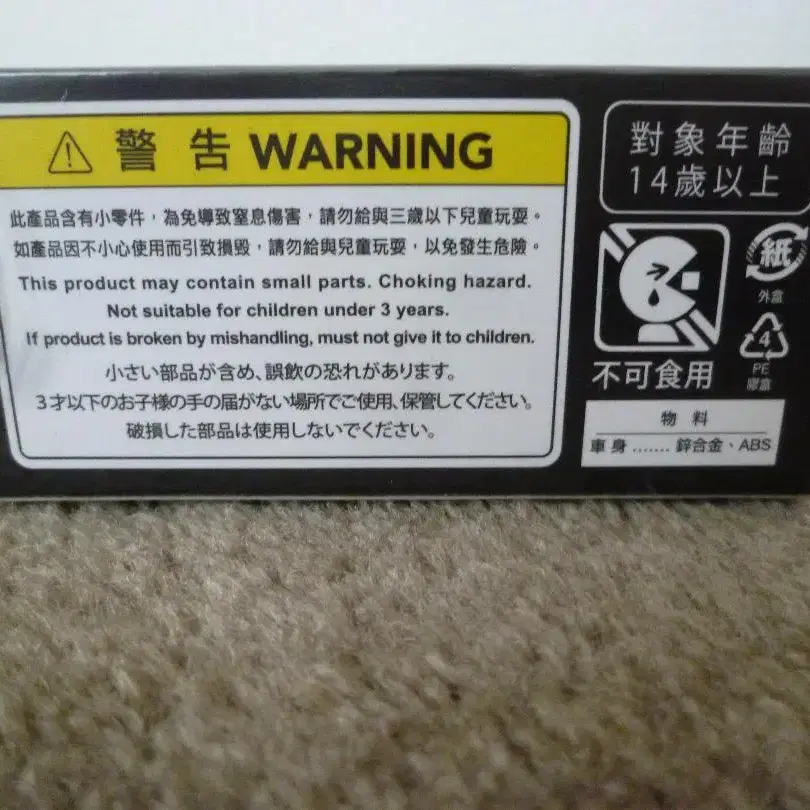 警告 WARNING
此產品含有小零件，為免導致窒息傷害，請勿給與三歲以下兒童玩耍。
如產品因不小心使用而引致損毀，請勿給與兒童玩耍，以免發生危險。
This product may contain small parts. Choking hazard.
Not suitable for children under 3 years.
If product is broken by mishandling, must not give it to children.
小さい部品が含め、誤飲の恐れがあります。
3才以下のお子様の手の届がない場所でご使用、保管してください。
破損した部品は使用しないでください。
對象年齡
14歲以上
不可食用
紙
外盒
4
PE
膠盒
物料
車身 ....... 鋅合金、ABS